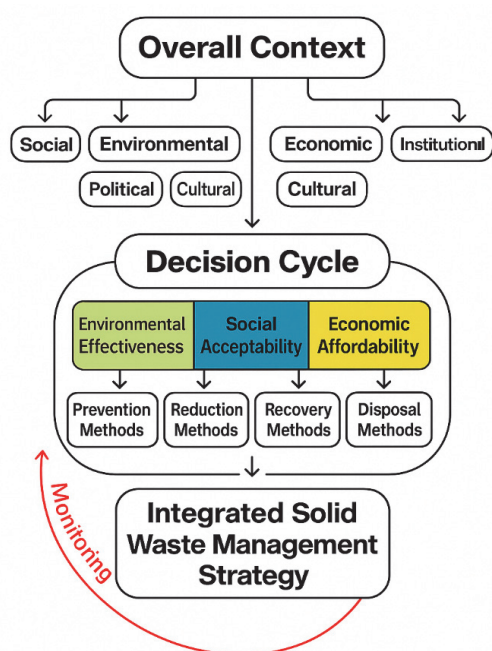 Overall Context
Social
Environmental
Economic
Institutionıl
Political
Cultural
Cultural
Decision Cycle
Environmental
Effectiveness
Social
Acceptability
Economic
Affordability
Prevention
Methods
Reduction
Methods
Recovery
Methods
Disposal
Methods
Integrated Solid
Waste Management
Strategy
Monitoring